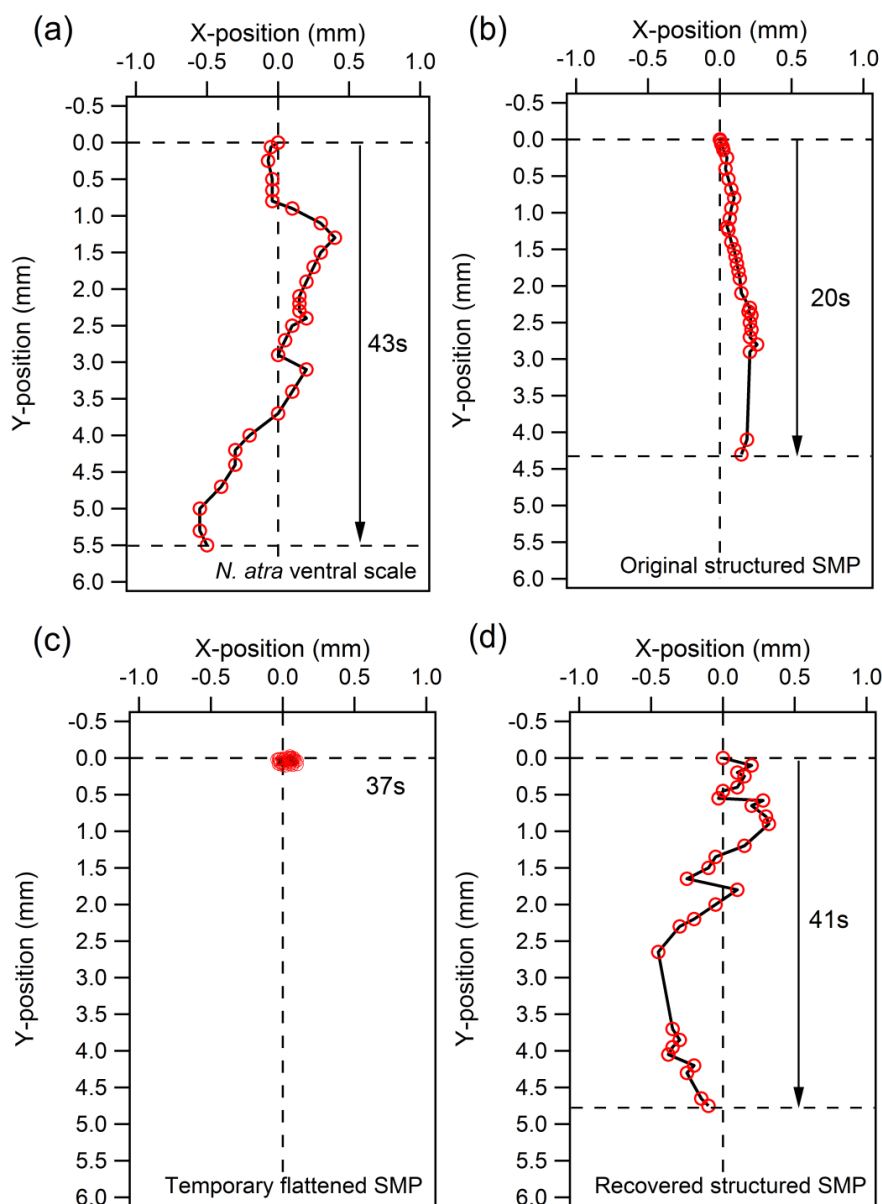 (a)
X-position (mm)
-1.0 -0.5 0.0 0.5 1.0
Y-position (mm)
-0.5
0.0
0.5
1.0
1.5
2.0
2.5
3.0
3.5
4.0
4.5
5.0
5.5
6.0
43s
N. atra ventral scale
(b)
X-position (mm)
-1.0 -0.5 0.0 0.5 1.0
Y-position (mm)
-0.5
0.0
0.5
1.0
1.5
2.0
2.5
3.0
3.5
4.0
4.5
5.0
5.5
6.0
20s
Original structured SMP
(c)
X-position (mm)
-1.0 -0.5 0.0 0.5 1.0
Y-position (mm)
-0.5
0.0
0.5
1.0
1.5
2.0
2.5
3.0
3.5
4.0
4.5
5.0
5.5
6.0
37s
Temporary flattened SMP
(d)
X-position (mm)
-1.0 -0.5 0.0 0.5 1.0
Y-position (mm)
-0.5
0.0
0.5
1.0
1.5
2.0
2.5
3.0
3.5
4.0
4.5
5.0
5.5
6.0
41s
Recovered structured SMP